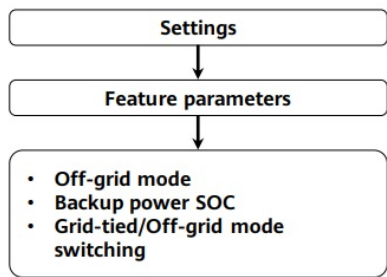 Settings
Feature parameters
• Off-grid mode
• Backup power SOC
• Grid-tied/Off-grid mode
switching